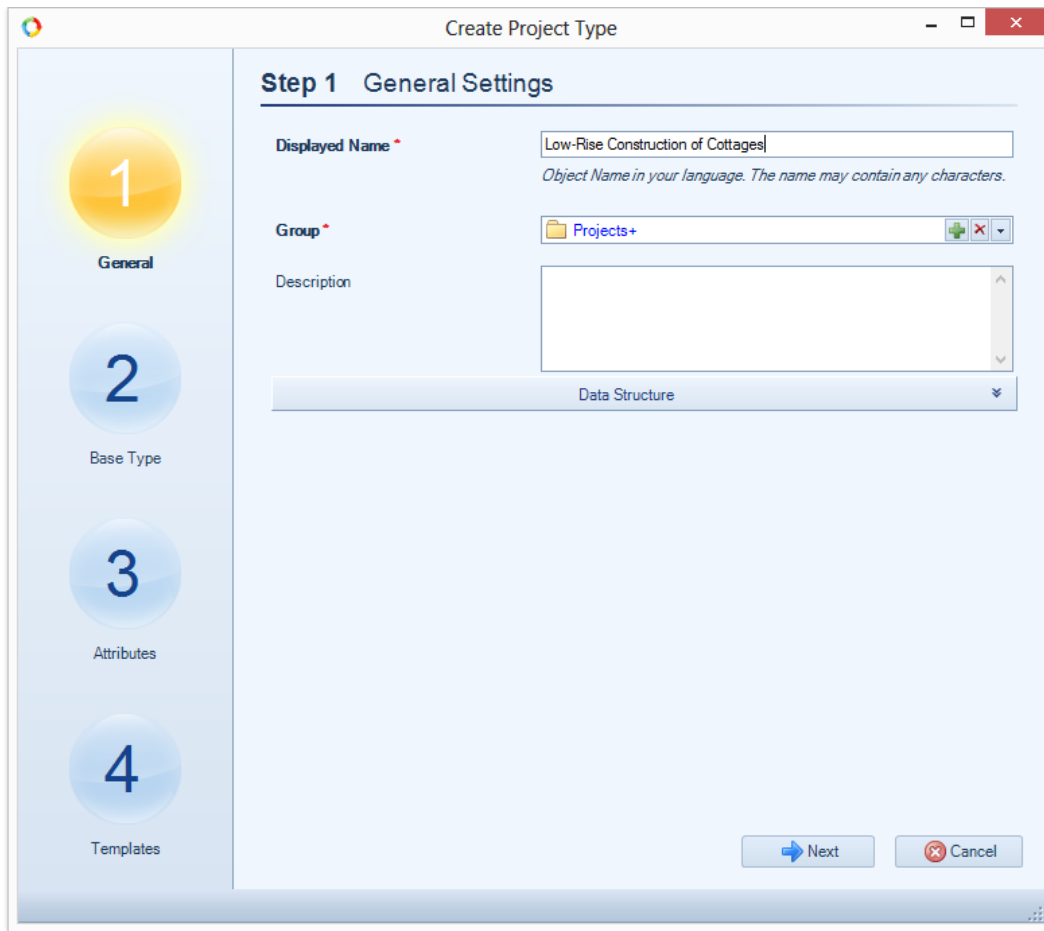 Create Project Type
Step 1 General Settings
Displayed Name *
Low-Rise Construction of Cottages
Object Name in your language. The name may contain any characters.
1
General
Group *
Projects+
Description
2
Base Type
Data Structure
3
Attributes
4
Templates
Next
Cancel